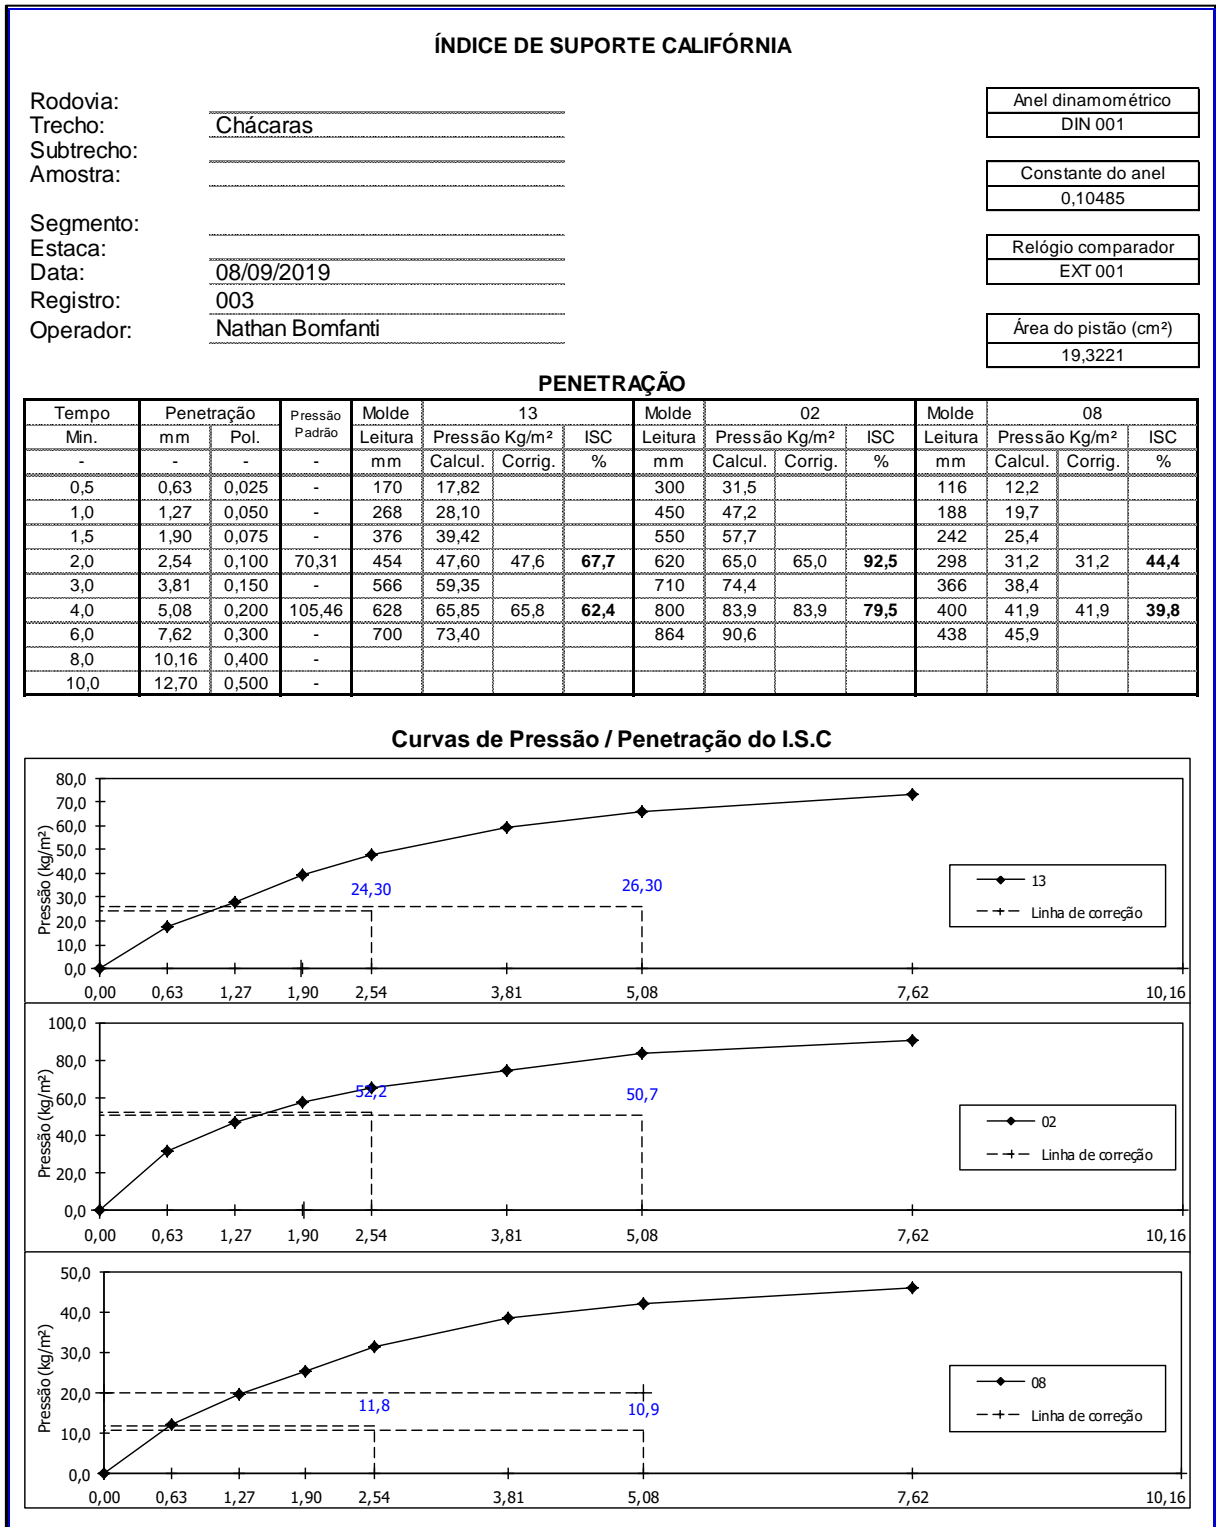 ÍNDICE DE SUPORTE CALIFÓRNIA
Rodovia:
Trecho: Chácaras
Subtrecho:
Amostra:
Segmento:
Estaca:
Data: 08/09/2019
Registro: 003
Operador: Nathan Bomfanti
Anel dinamométrico
DIN 001
Constante do anel
0,10485
Relógio comparador
EXT 001
Área do pistão (cm²)
19,3221
PENETRAÇÃO
Tempo Penetração Pressão Padrão Molde 13 Molde 02 Molde 08
Min. mm Pol. Leitura Pressão Kg/m² ISC Leitura Pressão Kg/m² ISC Leitura Pressão Kg/m² ISC
- - - - mm Calcul. Corrig. % mm Calcul. Corrig. % mm Calcul. Corrig. %
0,5 0,63 0,025 - 170 17,82 300 31,5 116 12,2
1,0 1,27 0,050 - 268 28,10 450 47,2 188 19,7
1,5 1,90 0,075 - 376 39,42 550 57,7 242 25,4
2,0 2,54 0,100 70,31 454 47,60 47,6 67,7 620 65,0 65,0 92,5 298 31,2 31,2 44,4
3,0 3,81 0,150 - 566 59,35 710 74,4 366 38,4
4,0 5,08 0,200 105,46 628 65,85 65,8 62,4 800 83,9 83,9 79,5 400 41,9 41,9 39,8
6,0 7,62 0,300 - 700 73,40 864 90,6 438 45,9
8,0 10,16 0,400 -
10,0 12,70 0,500 -
Curvas de Pressão / Penetração do I.S.C
Pressão (kg/m²)
80,0
70,0
60,0
50,0
40,0
30,0
20,0
10,0
0,0
24,30
26,30
13
Linha de correção
0,00 0,63 1,27 1,90 2,54 3,81 5,08 7,62 10,16
Pressão (kg/m²)
100,0
80,0
60,0
40,0
20,0
0,0
52,2
50,7
02
Linha de correção
0,00 0,63 1,27 1,90 2,54 3,81 5,08 7,62 10,16
Pressão (kg/m²)
50,0
40,0
30,0
20,0
10,0
0,0
11,8
10,9
08
Linha de correção
0,00 0,63 1,27 1,90 2,54 3,81 5,08 7,62 10,16